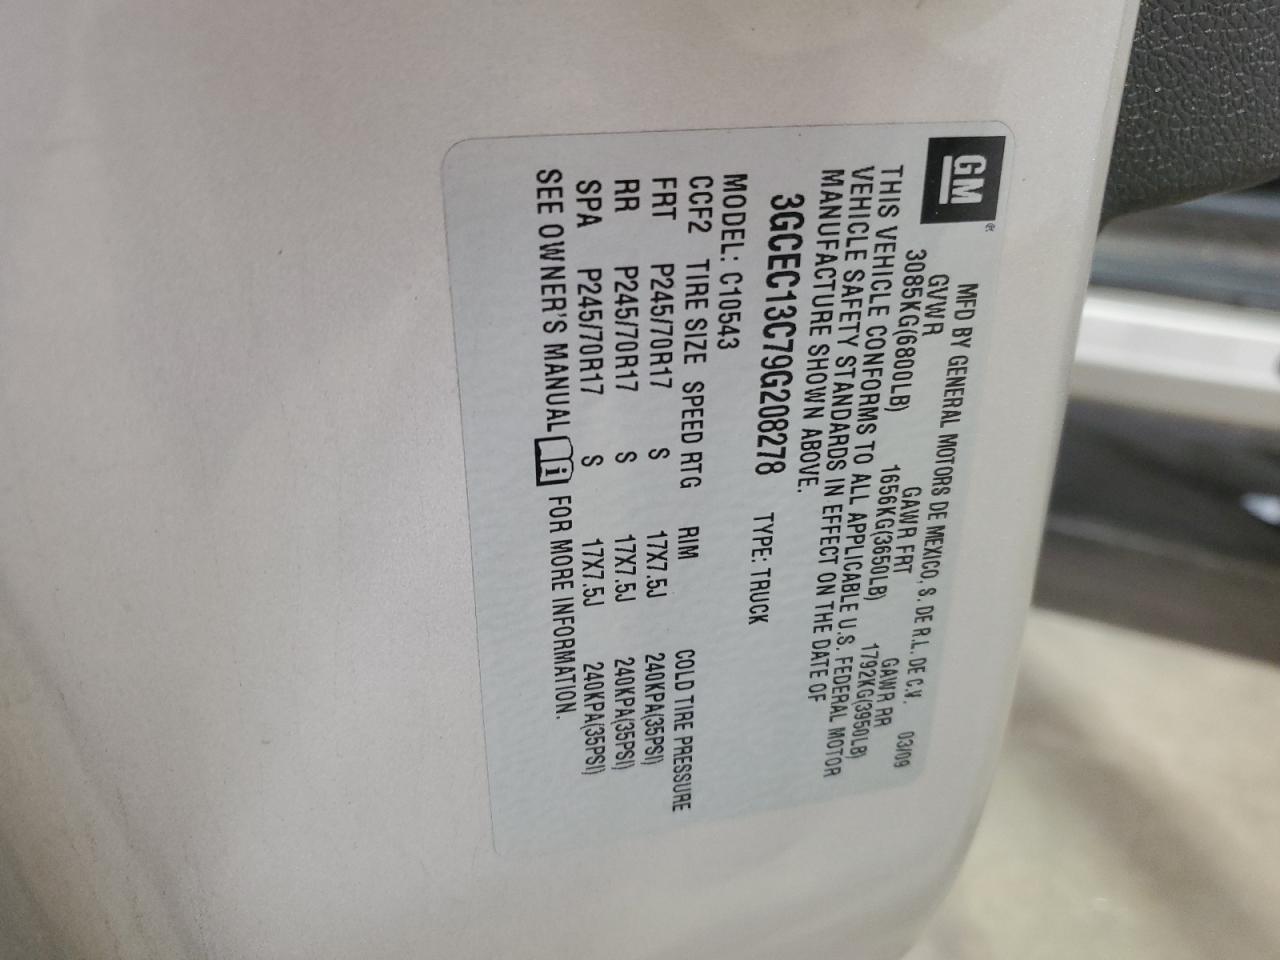 GM
MFD BY GENERAL MOTORS DE MEXICO, S. DE R.L. DE C.V. 03/09
GVWR GAWR FRT GAWR RR
3085KG(6800LB) 1656KG(3650LB) 1792KG(3950LB)
THIS VEHICLE CONFORMS TO ALL APPLICABLE U.S. FEDERAL MOTOR
VEHICLE SAFETY STANDARDS IN EFFECT ON THE DATE OF
MANUFACTURE SHOWN ABOVE.
3GCEC13C79G208278 TYPE: TRUCK
MODEL: C10543
CCF2 TIRE SIZE SPEED RTG RIM COLD TIRE PRESSURE
FRT P245/70R17 S 17X7.5J 240KPA(35PSI)
RR P245/70R17 S 17X7.5J 240KPA(35PSI)
SPA P245/70R17 S 17X7.5J 240KPA(35PSI)
SEE OWNER'S MANUAL i FOR MORE INFORMATION.